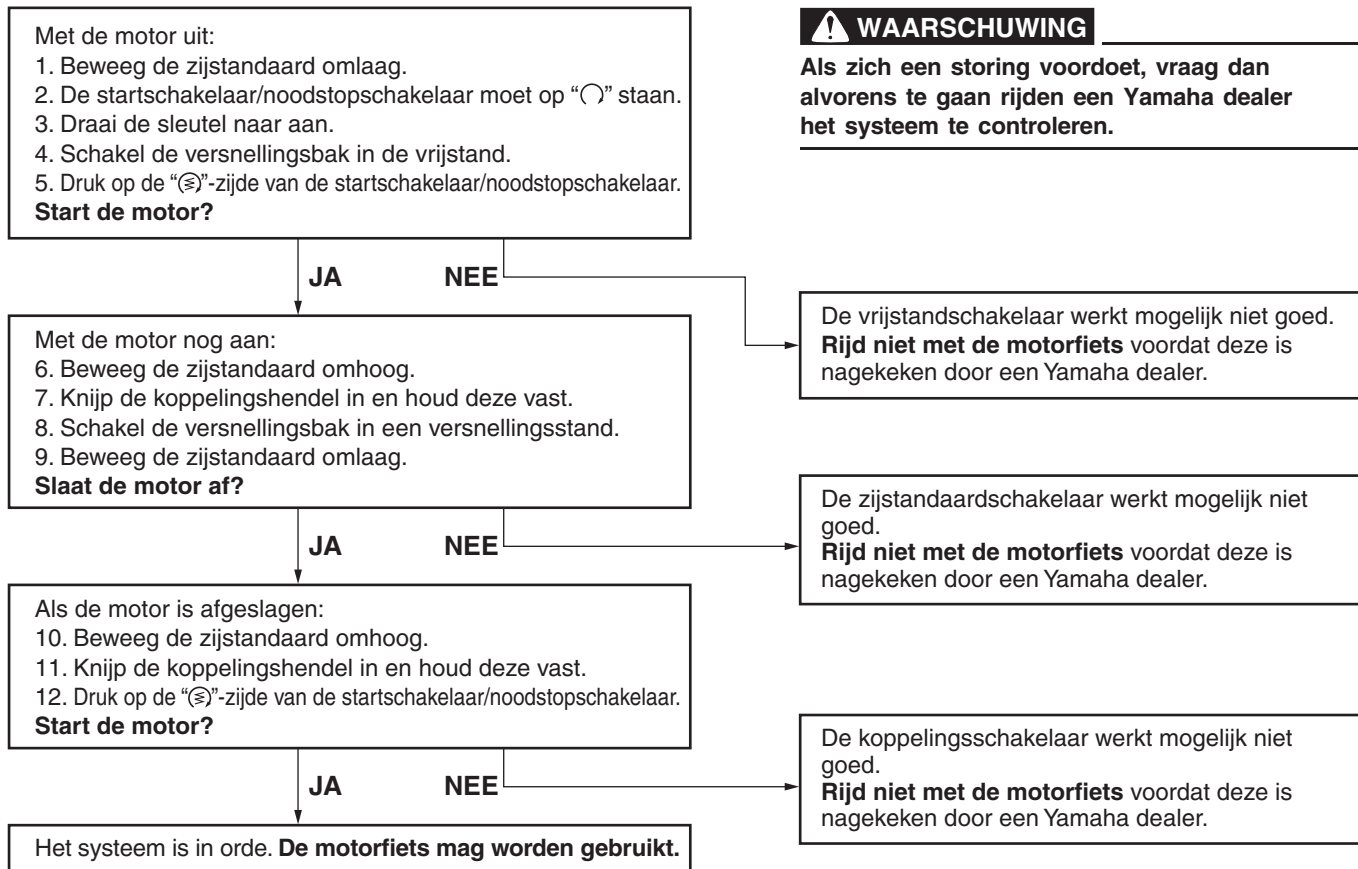 Met de motor uit:
1. Beweeg de zijstandaard omlaag.
2. De startschakelaar/noodstopschakelaar moet op “○” staan.
3. Draai de sleutel naar aan.
4. Schakel de versnellingsbak in de vrijstand.
5. Druk op de “”-zijde van de startschakelaar/noodstopschakelaar.
Start de motor?
WAARSCHUWING
Als zich een storing voordoet, vraag dan
alvorens te gaan rijden een Yamaha dealer
het systeem te controleren.
JA NEE
De vrijstandschakelaar werkt mogelijk niet goed.
Rijd niet met de motorfiets voordat deze is
nagekeken door een Yamaha dealer.
Met de motor nog aan:
6. Beweeg de zijstandaard omhoog.
7. Knijp de koppelingshendel in en houd deze vast.
8. Schakel de versnellingsbak in een versnellingsstand.
9. Beweeg de zijstandaard omlaag.
Slaat de motor af?
JA NEE
De zijstandaardschakelaar werkt mogelijk niet
goed.
Rijd niet met de motorfiets voordat deze is
nagekeken door een Yamaha dealer.
Als de motor is afgeslagen:
10. Beweeg de zijstandaard omhoog.
11. Knijp de koppelingshendel in en houd deze vast.
12. Druk op de “”-zijde van de startschakelaar/noodstopschakelaar.
Start de motor?
JA NEE
De koppelingsschakelaar werkt mogelijk niet
goed.
Rijd niet met de motorfiets voordat deze is
nagekeken door een Yamaha dealer.
Het systeem is in orde. De motorfiets mag worden gebruikt.